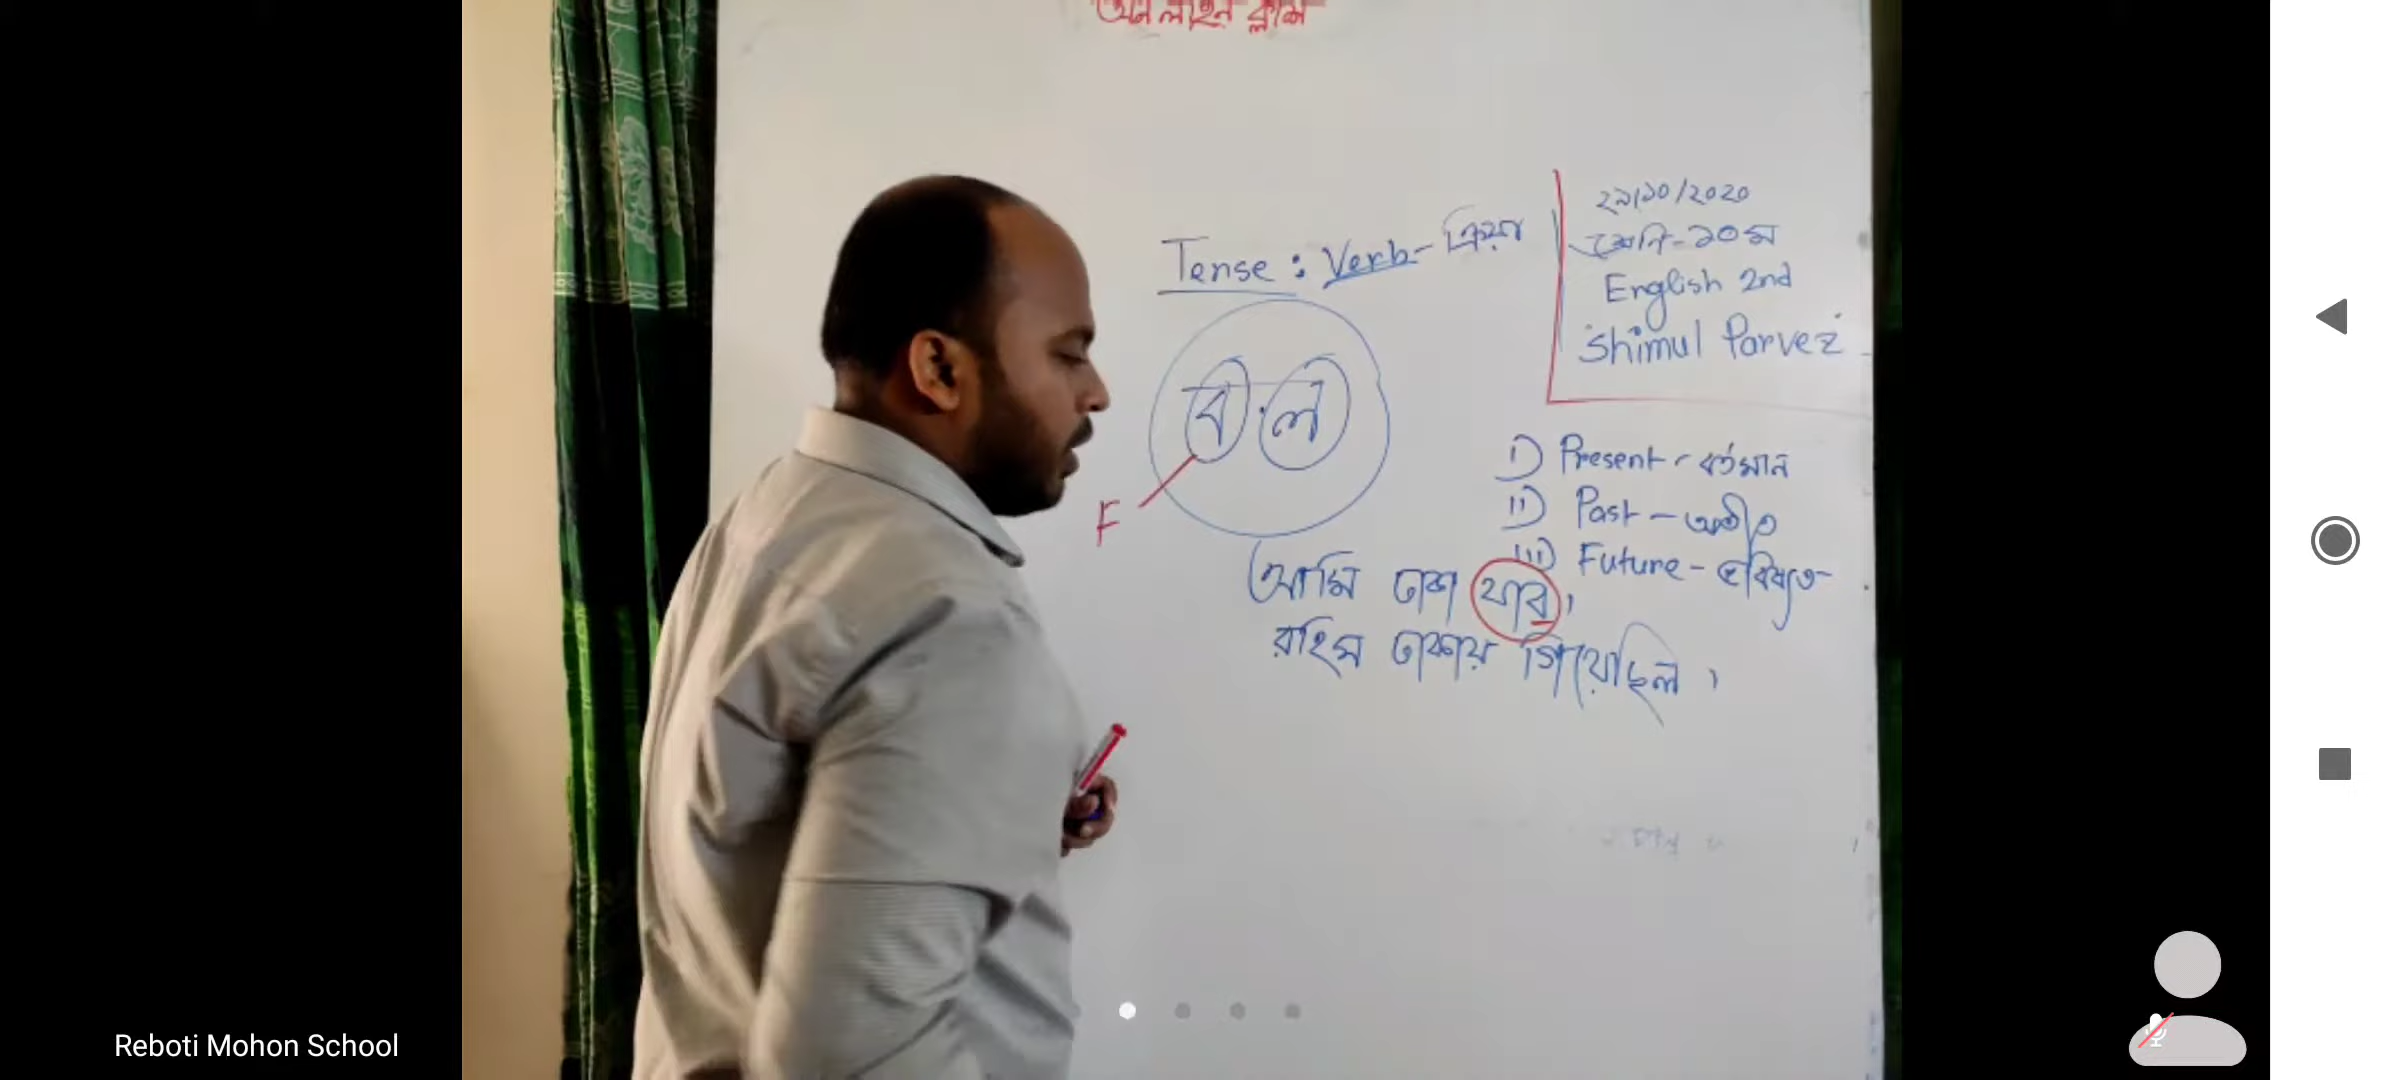 অনলাইন ক্লাশ
২৯/১০/২০২০
শ্রেনি-১০ম
English 2nd
Shimul Parvez
Tense: Verb- ক্রিয়া
ব.ল
F
i) Present - বর্তমান
ii) Past - অতীত
iii) Future - ভবিষ্যত
আমি ঢাকা যাব।
রহিম ঢাকায় গিয়েছিল।
Reboti Mohon School